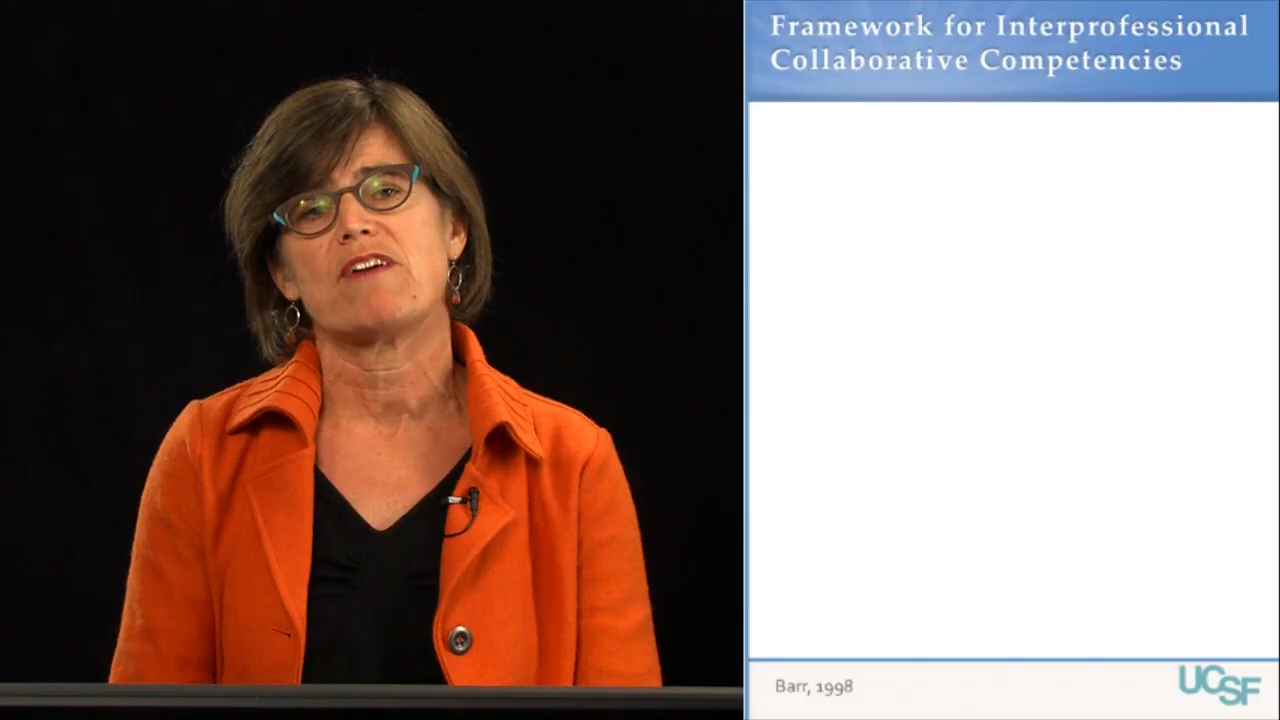 Framework for Interprofessional
Collaborative Competencies
Barr, 1998
UCSF